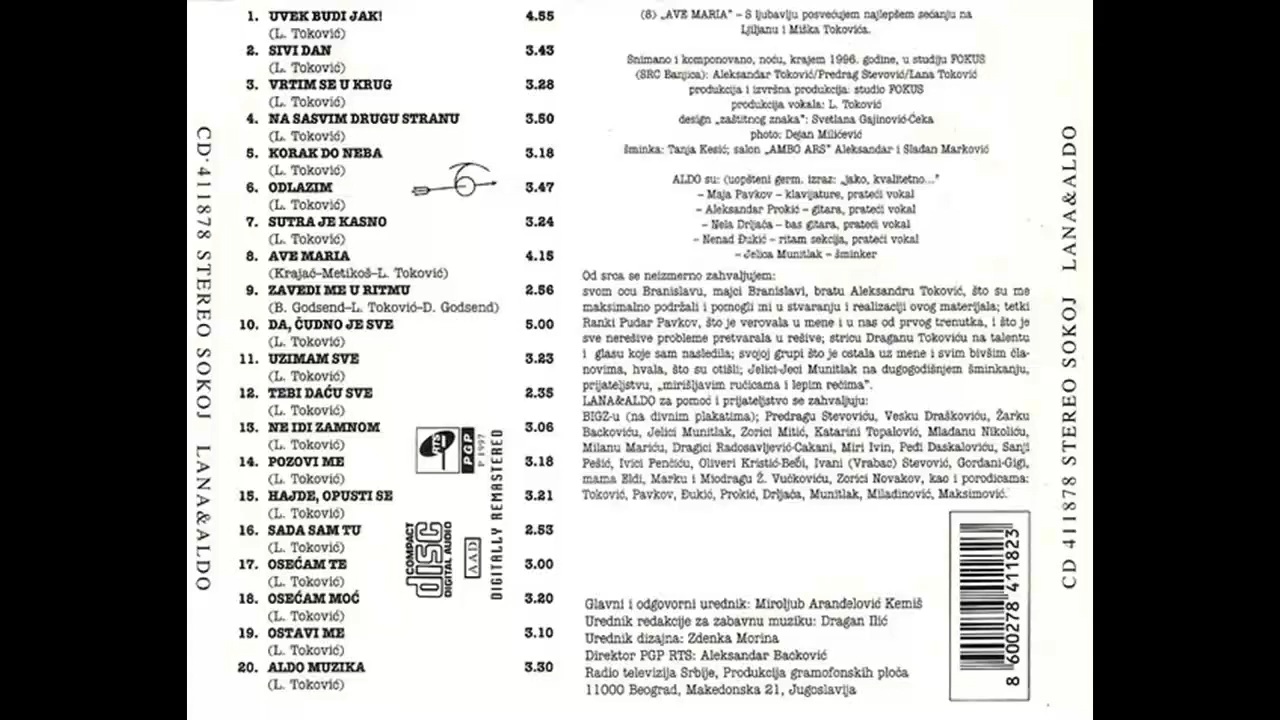 1. UVEK BUDI JAK! 4.55
(L. Toković)
2. SIVI DAN 3.43
(L. Toković)
3. VRTIM SE U KRUG 3.28
(L. Toković)
4. NA SASVIM DRUGU STRANU 3.50
(L. Toković)
5. KORAK DO NEBA 3.18
(L. Toković)
6. ODLAZIM 3.47
(L. Toković)
7. SUTRA JE KASNO 3.24
(L. Toković)
8. AVE MARIA 4.15
(Krajač-Metikoš-L. Toković)
9. ZAVEDI ME U RITMU 2.56
(B. Godsend-L. Toković-D. Godsend)
10. DA, ČUDNO JE SVE 5.00
(L. Toković)
11. UZIMAM SVE 3.23
(L. Toković)
12. TEBI DAĆU SVE 2.35
(L. Toković)
13. NE IDI ZAMNOM 3.06
(L. Toković)
14. POZOVI ME 3.18
(L. Toković)
15. HAJDE, OPUSTI SE 3.21
(L. Toković)
16. SADA SAM TU 2.53
(L. Toković)
17. OSEĆAM TE 3.00
(L. Toković)
18. OSEĆAM MOĆ 3.20
(L. Toković)
19. OSTAVI ME 3.10
(L. Toković)
20. ALDO MUZIKA 3.30
(L. Toković)
CD 411878 STEREO SOKOJ LANA&ALDO
RTS PGP
P 1997
DIGITALLY REMASTERED
COMPACT disc DIGITAL AUDIO
AAD
(8) „AVE MARIA" – S ljubavlju posvećujem najlepšem sećanju na
Ljiljanu i Miška Tokovića.
Snimano i komponovano, noću, krajem 1996. godine, u studiju FOKUS
(SRC Banjica): Aleksandar Toković/Predrag Stevović/Lana Toković
produkcija i izvršna produkcija: studio FOKUS
produkcija vokala: L. Toković
design „zaštitnog znaka": Svetlana Gajinović-Čeka
photo: Dejan Milićević
šminka: Tanja Kesić; salon „AMBO ARS" Aleksandar i Slađan Marković
ALDO su: (uopšteni germ. izraz: „jako, kvalitetno..."
– Maja Pavkov – klavijature, prateći vokal
– Aleksandar Prokić – gitara, prateći vokal
– Nela Drljača – bas gitara, prateći vokal
– Nenad Đukić – ritam sekcija, prateći vokal
– Jelica Munitlak – šminker
Od srca se neizmerno zahvaljujem:
svom ocu Branislavu, majci Branislavi, bratu Aleksandru Toković, što su me
maksimalno podržali i pomogli mi u stvaranju i realizaciji ovog materijala; tetki
Ranki Pudar Pavkov, što je verovala u mene i u nas od prvog trenutka, i što je
sve nerešive probleme pretvarala u rešive; stricu Draganu Tokoviću na talentu
i glasu koje sam nasledila; svojoj grupi što je ostala uz mene i svim bivšim čla-
novima, hvala, što su otišli; Jelici-Jeci Munitlak na dugogodišnjem šminkanju,
prijateljstvu, „mirišljavim ručicama i lepim rečima".
LANA&ALDO za pomoć i prijateljstvo se zahvaljuju:
BIGZ-u (na divnim plakatima); Predragu Stevoviću, Vesku Draškoviću, Žarku
Backoviću, Jelici Munitlak, Zorici Mitić, Katarini Topalović, Mlađanu Nikoliću,
Milanu Mariću, Dragici Radosavljević-Cakani, Miri Ivin, Peđi Daskaloviću, Sanji
Pešić, Ivici Penčiću, Oliveri Kristić-Bebi, Ivani (Vrabac) Stevović, Gordani-Gigi,
mama Eldi, Marku i Miodragu Ž. Vučkoviću, Zorici Novakov, kao i porodicama:
Toković, Pavkov, Đukić, Prokić, Drljača, Munitlak, Miladinović, Maksimović.
Glavni i odgovorni urednik: Miroljub Aranđelović Kemiš
Urednik redakcije za zabavnu muziku: Dragan Ilić
Urednik dizajna: Zdenka Morina
Direktor PGP RTS: Aleksandar Backović
Radio televizija Srbije, Produkcija gramofonskih ploča
11000 Beograd, Makedonska 21, Jugoslavija
8 600278 411823
CD 411878 STEREO SOKOJ LANA&ALDO